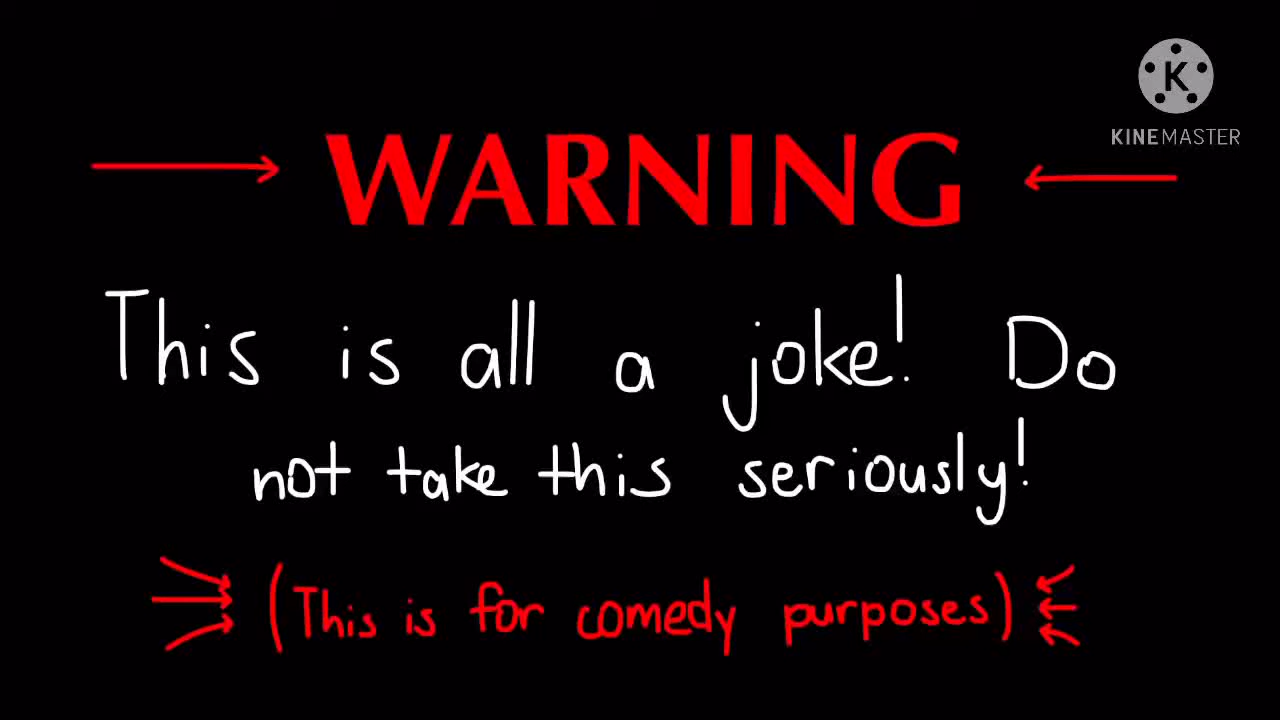 K
KINEMASTER
WARNING
This is all a joke! Do
not take this seriously!
(This is for comedy purposes)